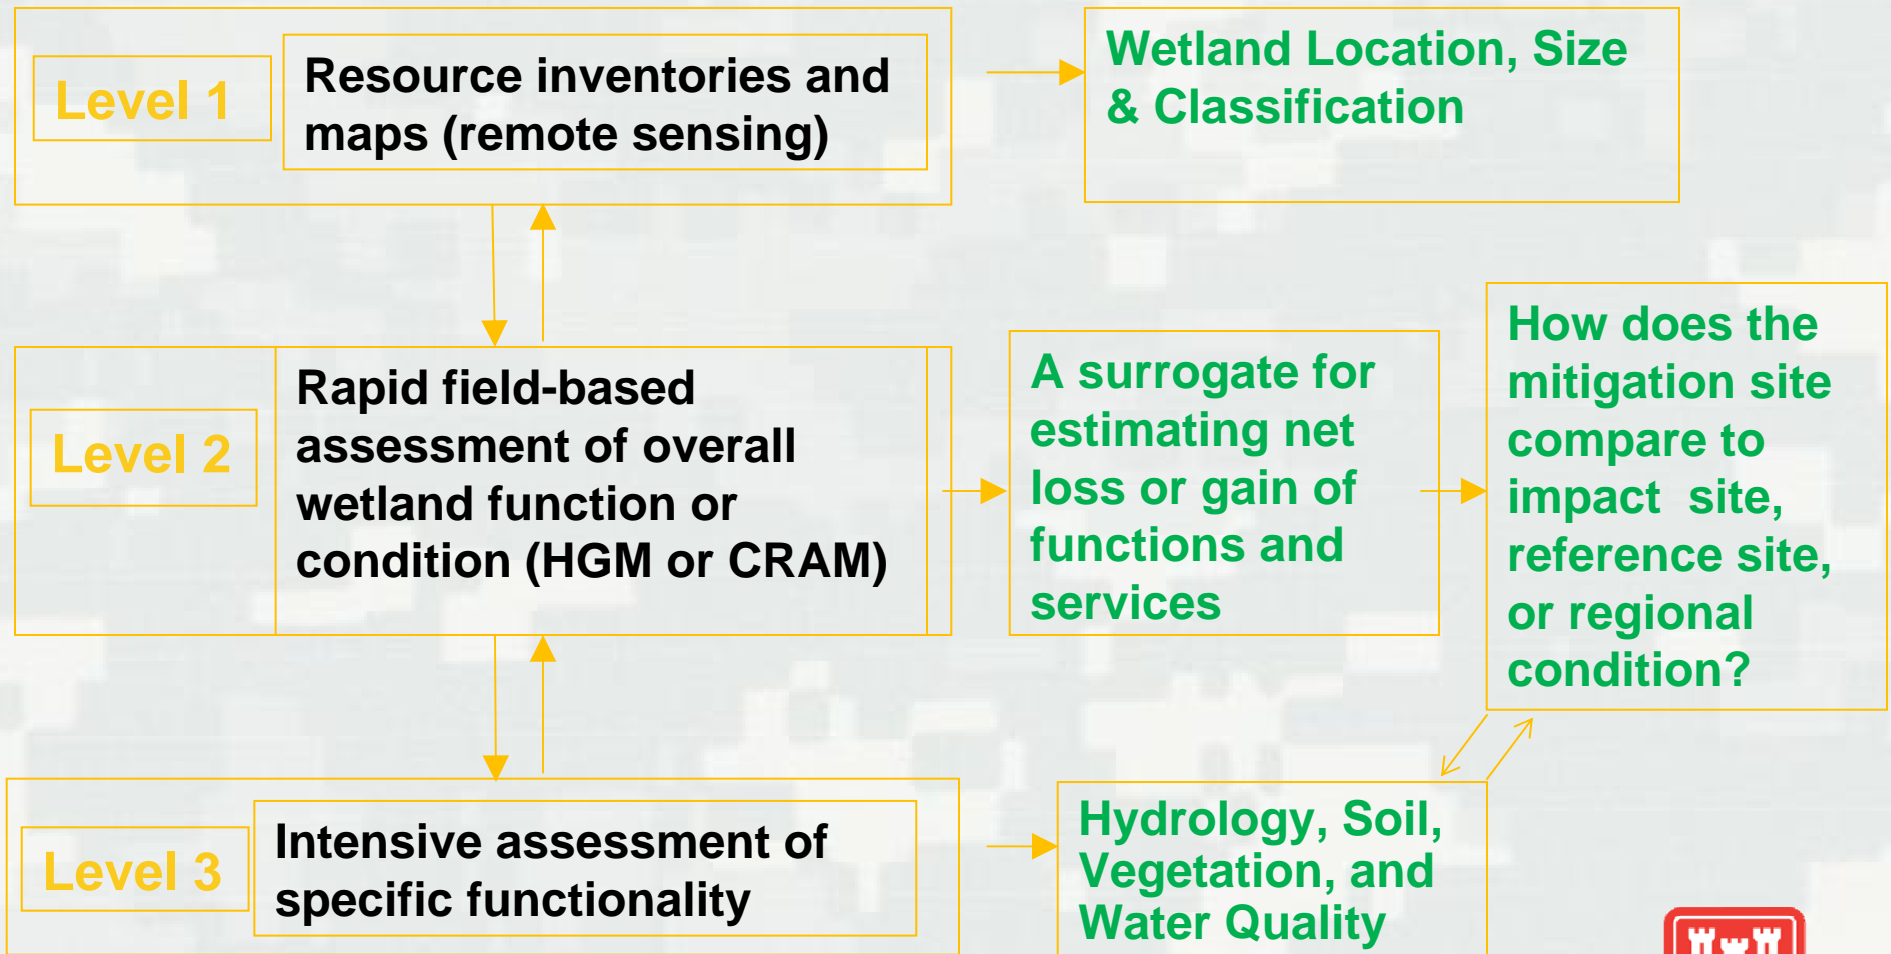 Level 1
Resource inventories and
maps (remote sensing)
Wetland Location, Size
& Classification
Level 2
Rapid field-based
assessment of overall
wetland function or
condition (HGM or CRAM)
A surrogate for
estimating net
loss or gain of
functions and
services
How does the
mitigation site
compare to
impact site,
reference site,
or regional
condition?
Level 3
Intensive assessment of
specific functionality
Hydrology, Soil,
Vegetation, and
Water Quality